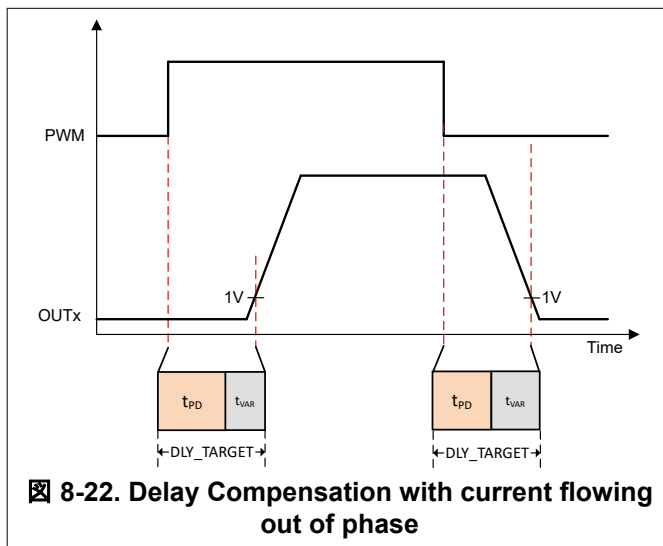 PWM
1V
1V
OUTx
Time
tPD
tVAR
tPD
tVAR
DLY_TARGET
DLY_TARGET
図 8-22. Delay Compensation with current flowing
out of phase